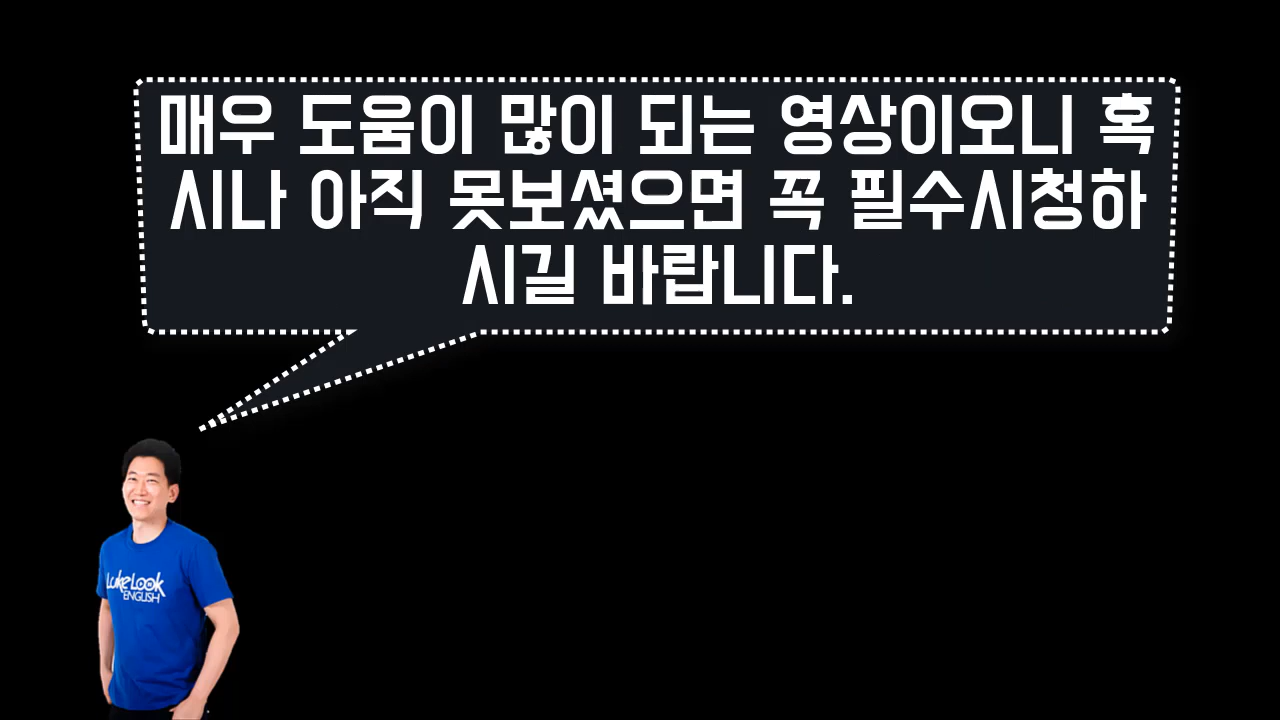 매우 도움이 많이 되는 영상이오니 혹
시나 아직 못보셨으면 꼭 필수시청하
시길 바랍니다.
LukeLook
ENGLISH